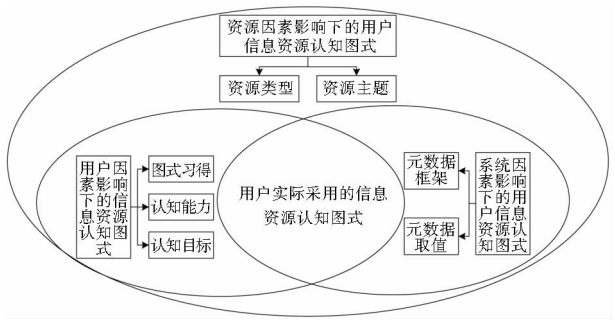 资源因素影响下的用户
信息资源认知图式
资源类型
资源主题
用户因
素影响
下的信
息资源
认知图
式
图式习得
认知能力
认知目标
用户实际采用的信息
资源认知图式
元数据
框架
元数据
取值
系统因
素影响
下的用
户信息
资源认
知图式